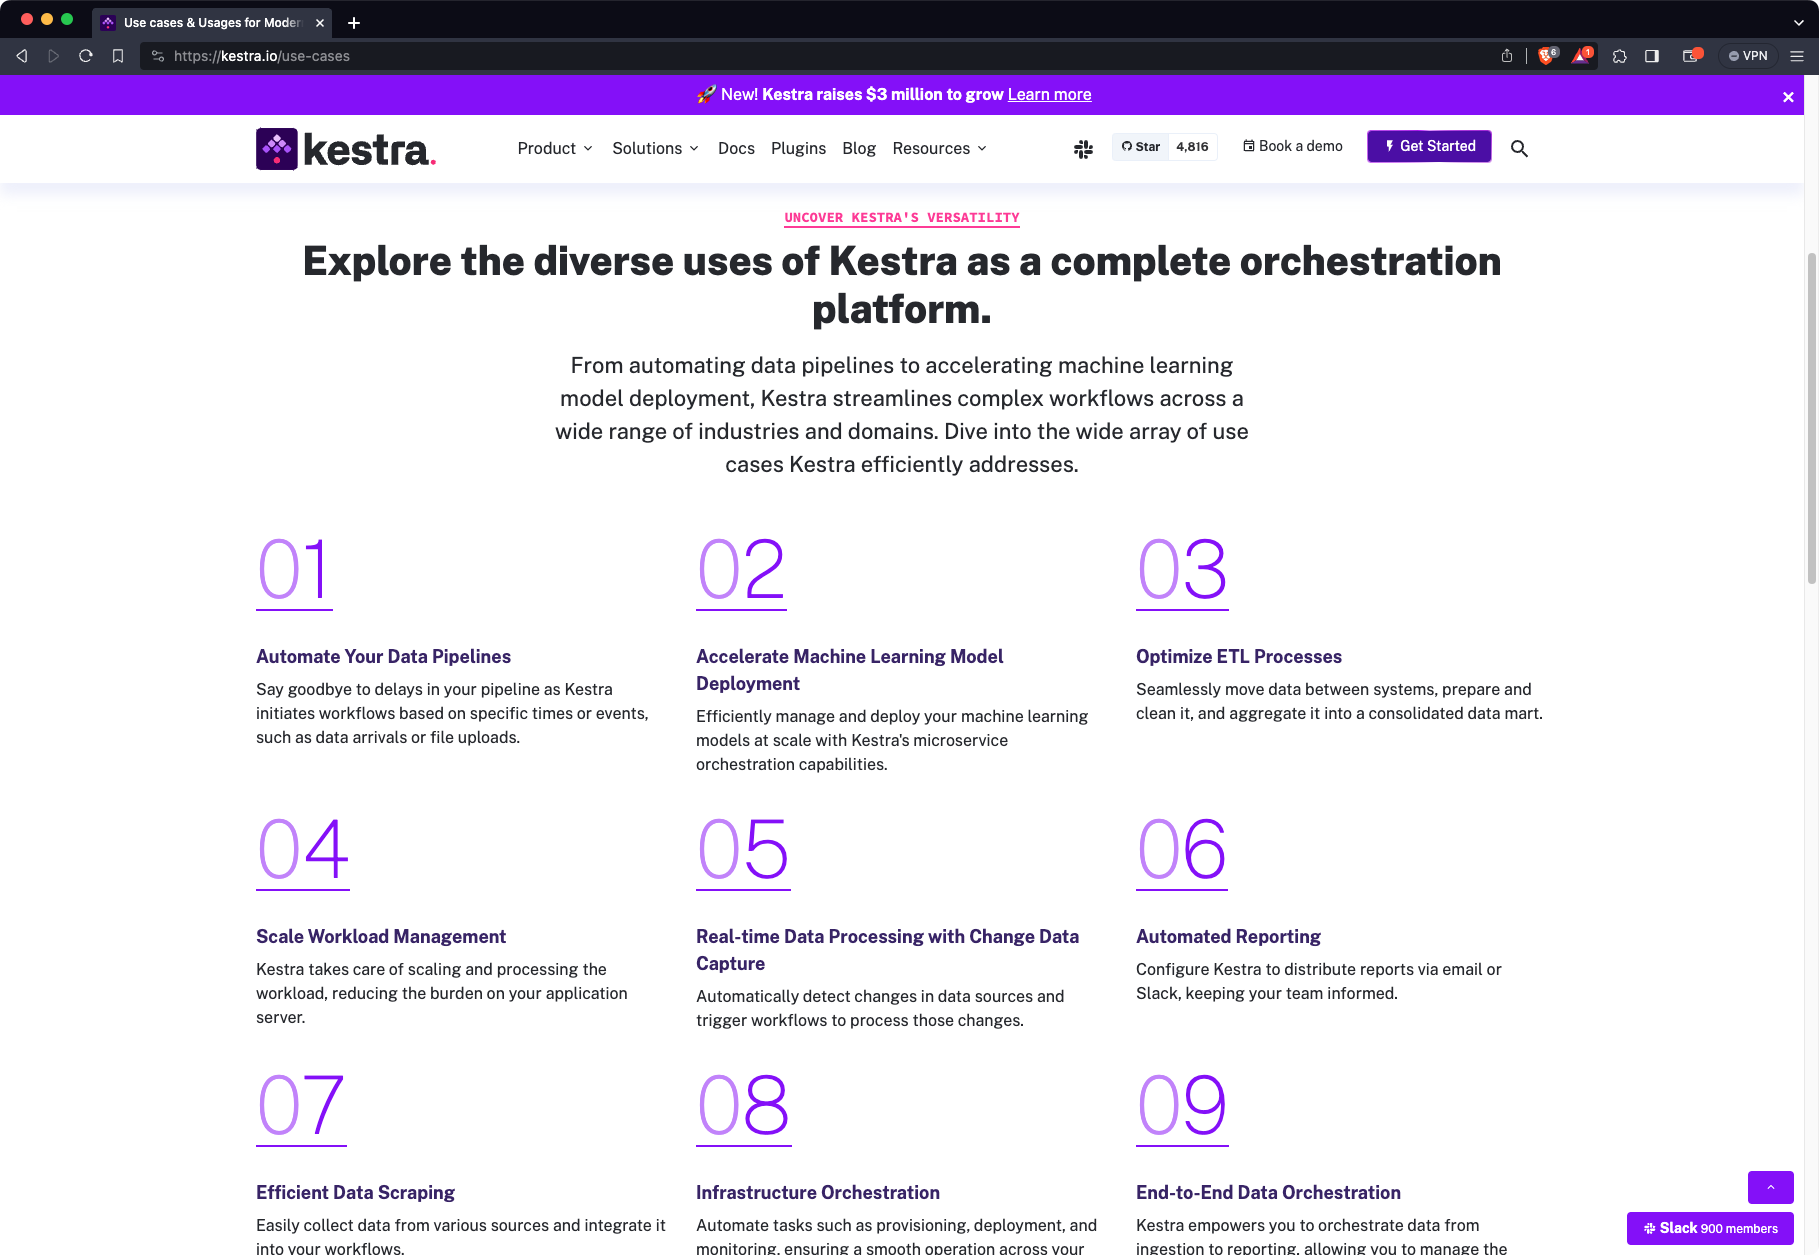 Use cases & Usages for Moder
https://kestra.io/use-cases
6
1
VPN
🚀 New! Kestra raises $3 million to grow Learn more
kestra.
Product
Solutions
Docs
Plugins
Blog
Resources
Star
4,816
Book a demo
Get Started
UNCOVER KESTRA'S VERSATILITY
Explore the diverse uses of Kestra as a complete orchestration
platform.
From automating data pipelines to accelerating machine learning
model deployment, Kestra streamlines complex workflows across a
wide range of industries and domains. Dive into the wide array of use
cases Kestra efficiently addresses.
01
Automate Your Data Pipelines
Say goodbye to delays in your pipeline as Kestra
initiates workflows based on specific times or events,
such as data arrivals or file uploads.
02
Accelerate Machine Learning Model
Deployment
Efficiently manage and deploy your machine learning
models at scale with Kestra's microservice
orchestration capabilities.
03
Optimize ETL Processes
Seamlessly move data between systems, prepare and
clean it, and aggregate it into a consolidated data mart.
04
Scale Workload Management
Kestra takes care of scaling and processing the
workload, reducing the burden on your application
server.
05
Real-time Data Processing with Change Data
Capture
Automatically detect changes in data sources and
trigger workflows to process those changes.
06
Automated Reporting
Configure Kestra to distribute reports via email or
Slack, keeping your team informed.
07
Efficient Data Scraping
Easily collect data from various sources and integrate it
into your workflows.
08
Infrastructure Orchestration
Automate tasks such as provisioning, deployment, and
monitoring, ensuring a smooth operation across your
09
End-to-End Data Orchestration
Kestra empowers you to orchestrate data from
ingestion to reporting, allowing you to manage the
Slack 900 members